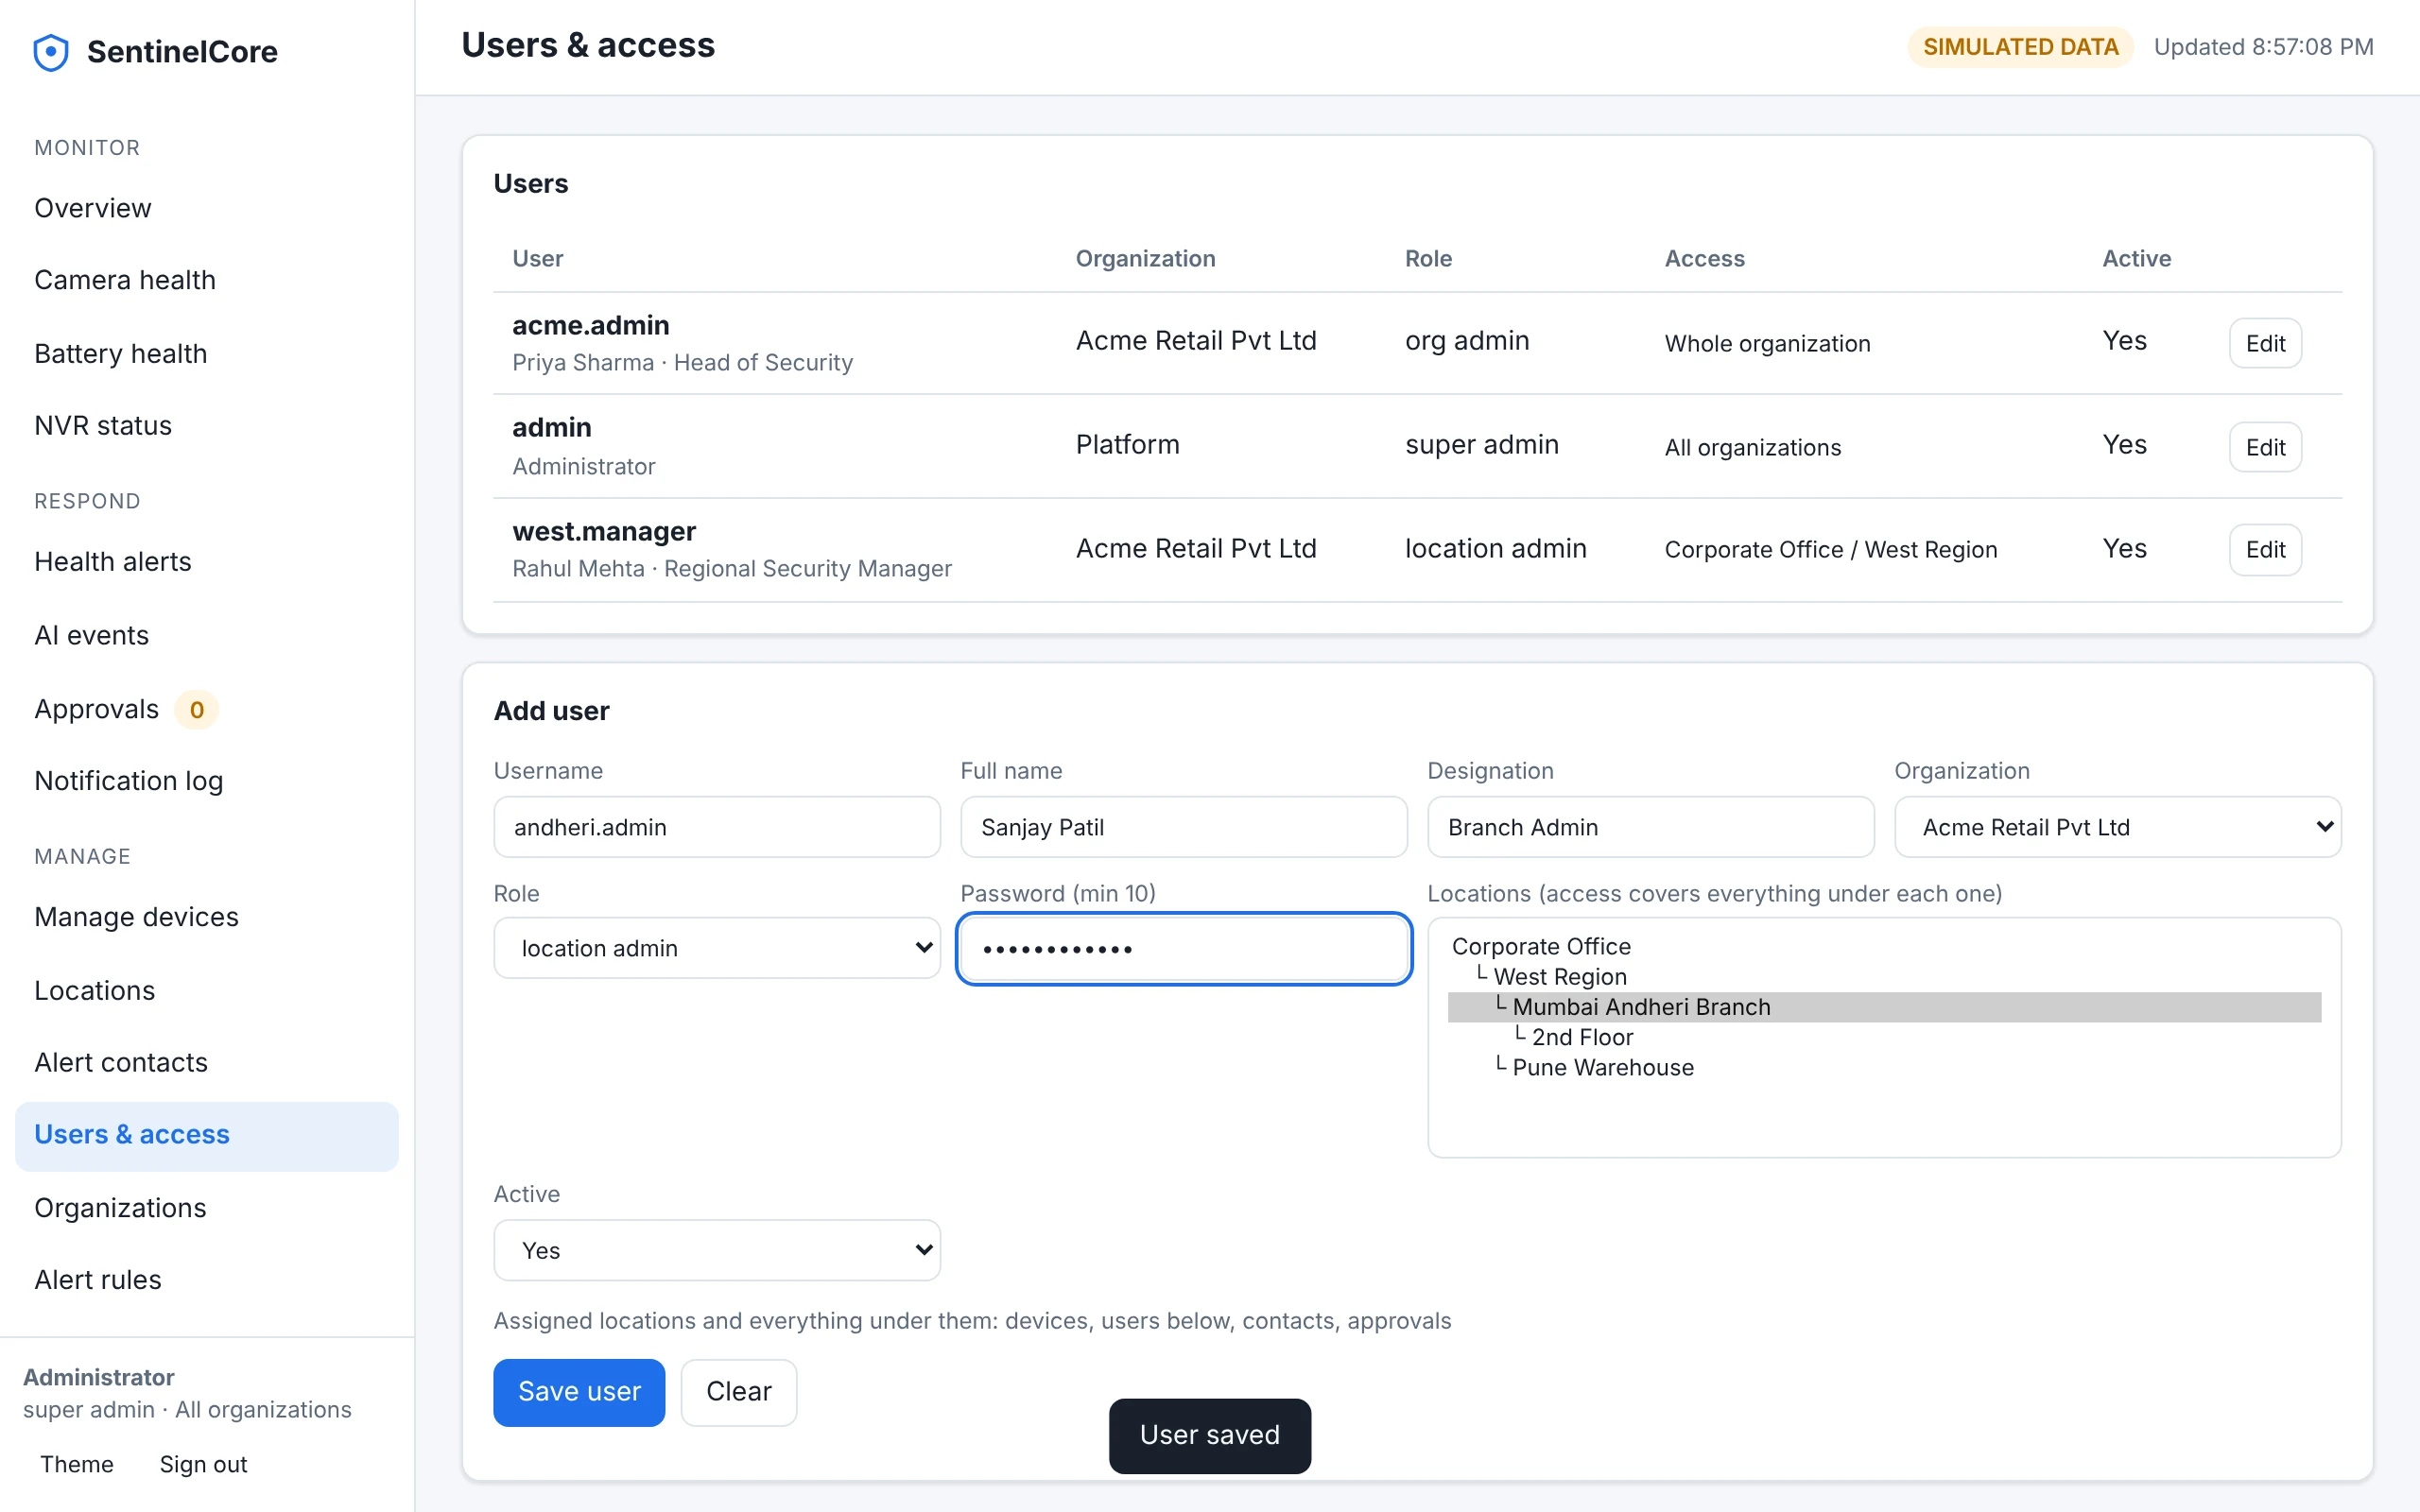 SentinelCore
MONITOR
Overview
Camera health
Battery health
NVR status
RESPOND
Health alerts
AI events
Approvals 0
Notification log
MANAGE
Manage devices
Locations
Alert contacts
Users & access
Organizations
Alert rules
Administrator
super admin · All organizations
Theme Sign out
Users & access
SIMULATED DATA Updated 8:57:08 PM
Users
User Organization Role Access Active
acme.admin
Priya Sharma · Head of Security
Acme Retail Pvt Ltd org admin Whole organization Yes Edit
admin
Administrator
Platform super admin All organizations Yes Edit
west.manager
Rahul Mehta · Regional Security Manager
Acme Retail Pvt Ltd location admin Corporate Office / West Region Yes Edit
Add user
Username Full name Designation Organization
andheri.admin Sanjay Patil Branch Admin Acme Retail Pvt Ltd
Role Password (min 10) Locations (access covers everything under each one)
location admin ••••••••••••
Corporate Office
└ West Region
└ Mumbai Andheri Branch
└ 2nd Floor
└ Pune Warehouse
Active
Yes
Assigned locations and everything under them: devices, users below, contacts, approvals
Save user Clear
User saved